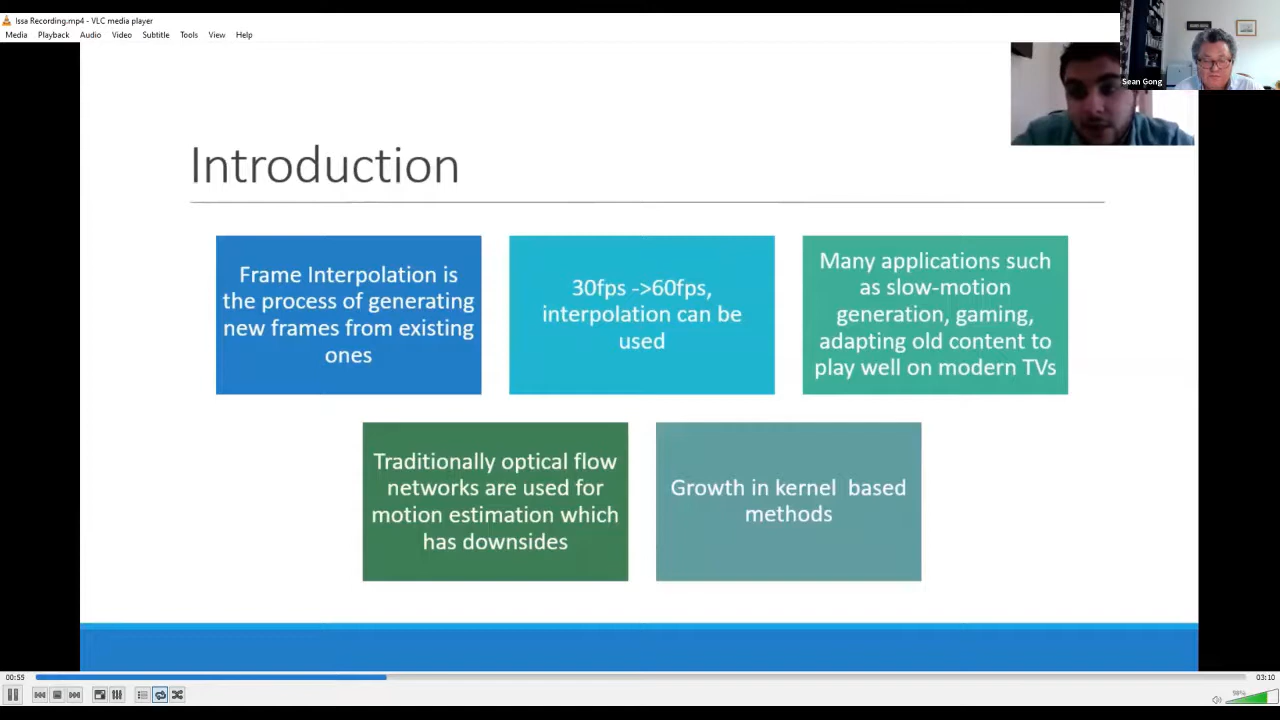 Issa Recording.mp4 - VLC media player
Media Playback Audio Video Subtitle Tools View Help
Sean Gong
Introduction
Frame Interpolation is
the process of generating
new frames from existing
ones
30fps ->60fps,
interpolation can be
used
Many applications such
as slow-motion
generation, gaming,
adapting old content to
play well on modern TVs
Traditionally optical flow
networks are used for
motion estimation which
has downsides
Growth in kernel based
methods
00:55
03:10
98%